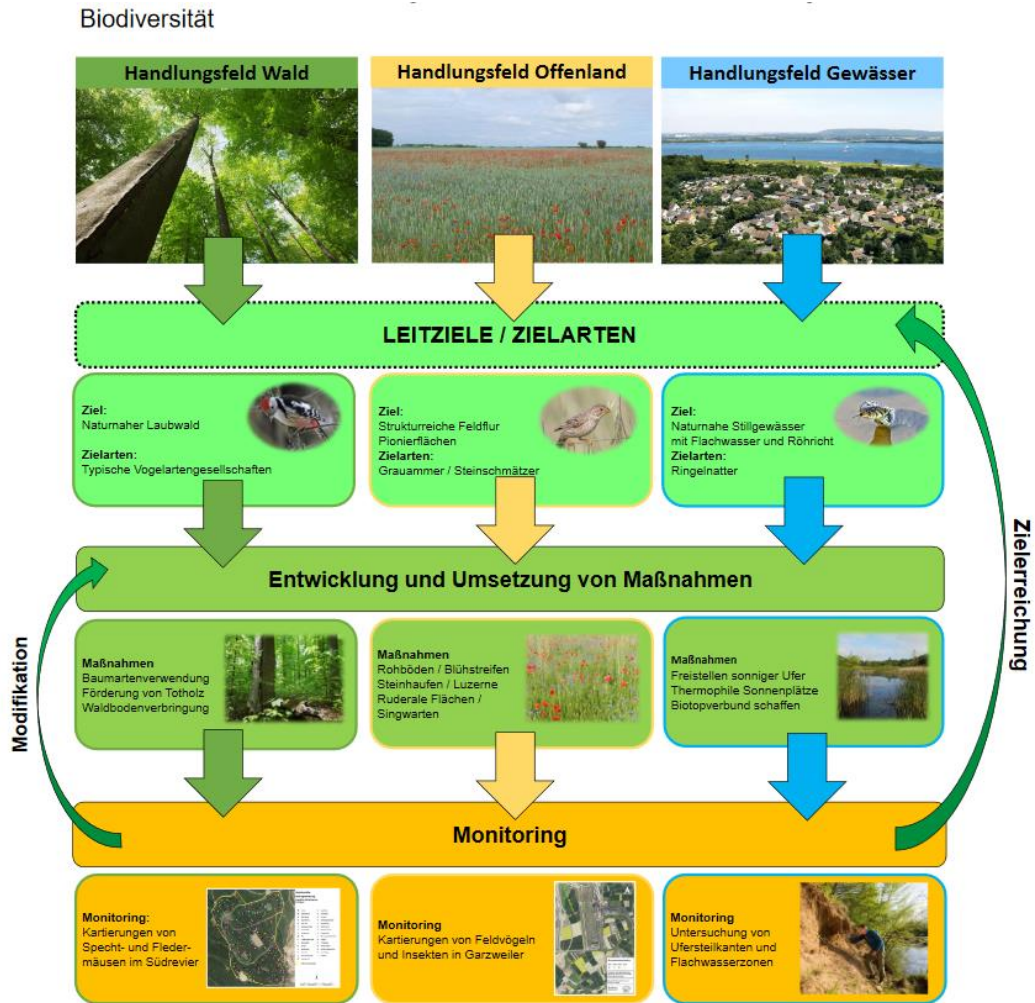 Biodiversität
Handlungsfeld Wald
Handlungsfeld Offenland
Handlungsfeld Gewässer
LEITZIELE / ZIELARTEN
Ziel:
Naturnaher Laubwald
Zielarten:
Typische Vogelartengesellschaften
Ziel:
Strukturreiche Feldflur
Pionierflächen
Zielarten:
Grauammer / Steinschmätzer
Ziel:
Naturnahe Stillgewässer
mit Flachwasser und Röhricht
Zielarten:
Ringelnatter
Entwicklung und Umsetzung von Maßnahmen
Maßnahmen
Baumartenverwendung
Förderung von Totholz
Waldbodenverbringung
Maßnahmen
Rohböden / Blühstreifen
Steinhaufen / Luzerne
Ruderale Flächen /
Singwarten
Maßnahmen
Freistellen sonniger Ufer
Thermophile Sonnenplätze
Biotopverbund schaffen
Modifikation
Zielerreichung
Monitoring
Monitoring:
Kartierungen von
Specht- und Fleder-
mäusen im Südrevier
Monitoring
Kartierungen von Feldvögeln
und Insekten in Garzweiler
Monitoring
Untersuchung von
Ufersteilkanten und
Flachwasserzonen